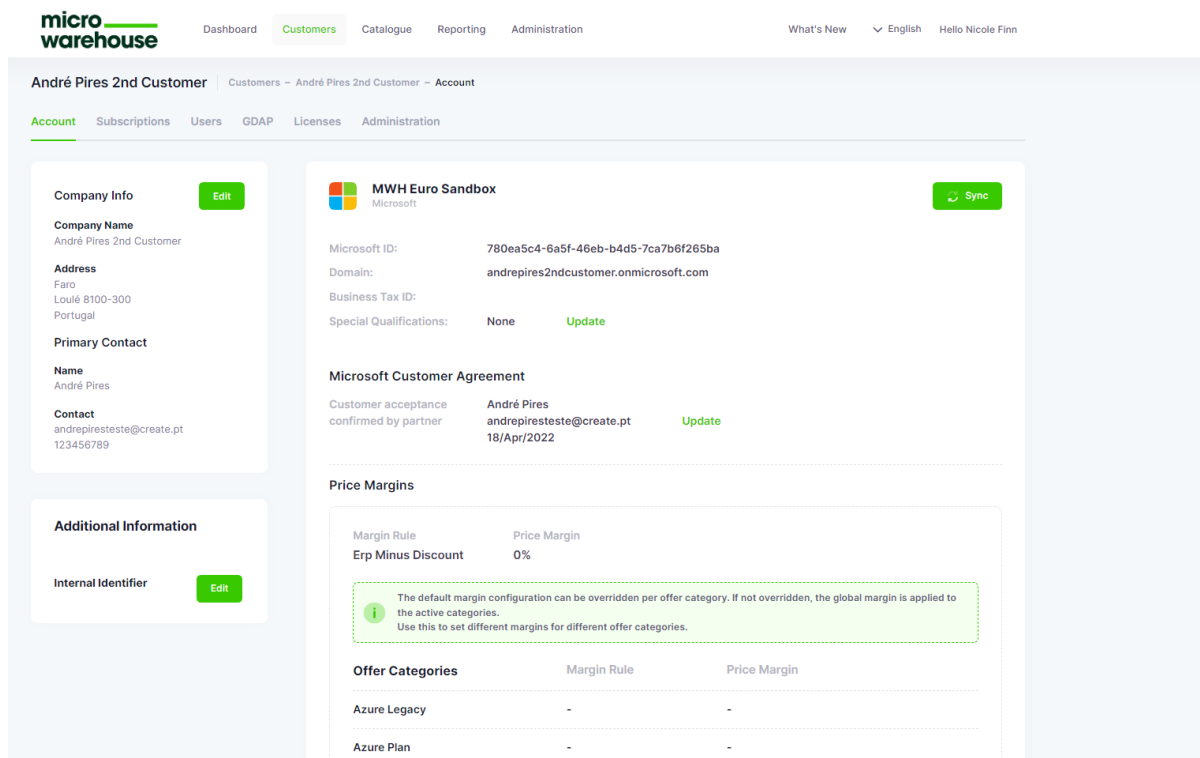 micro
warehouse
Dashboard
Customers
Catalogue
Reporting
Administration
What's New
English
Hello Nicole Finn
André Pires 2nd Customer
Customers – André Pires 2nd Customer – Account
Account
Subscriptions
Users
GDAP
Licenses
Administration
Company Info
Edit
Company Name
André Pires 2nd Customer
Address
Faro
Loulé 8100-300
Portugal
Primary Contact
Name
André Pires
Contact
andrepiresteste@create.pt
123456789
Additional Information
Internal Identifier
Edit
MWH Euro Sandbox
Microsoft
Sync
Microsoft ID: 780ea5c4-6a5f-46eb-b4d5-7ca7b6f265ba
Domain: andrepires2ndcustomer.onmicrosoft.com
Business Tax ID:
Special Qualifications: None Update
Microsoft Customer Agreement
Customer acceptance
confirmed by partner
André Pires
andrepiresteste@create.pt
18/Apr/2022
Update
Price Margins
Margin Rule Price Margin
Erp Minus Discount 0%
The default margin configuration can be overridden per offer category. If not overridden, the global margin is applied to
the active categories.
Use this to set different margins for different offer categories.
Offer Categories Margin Rule Price Margin
Azure Legacy - -
Azure Plan - -